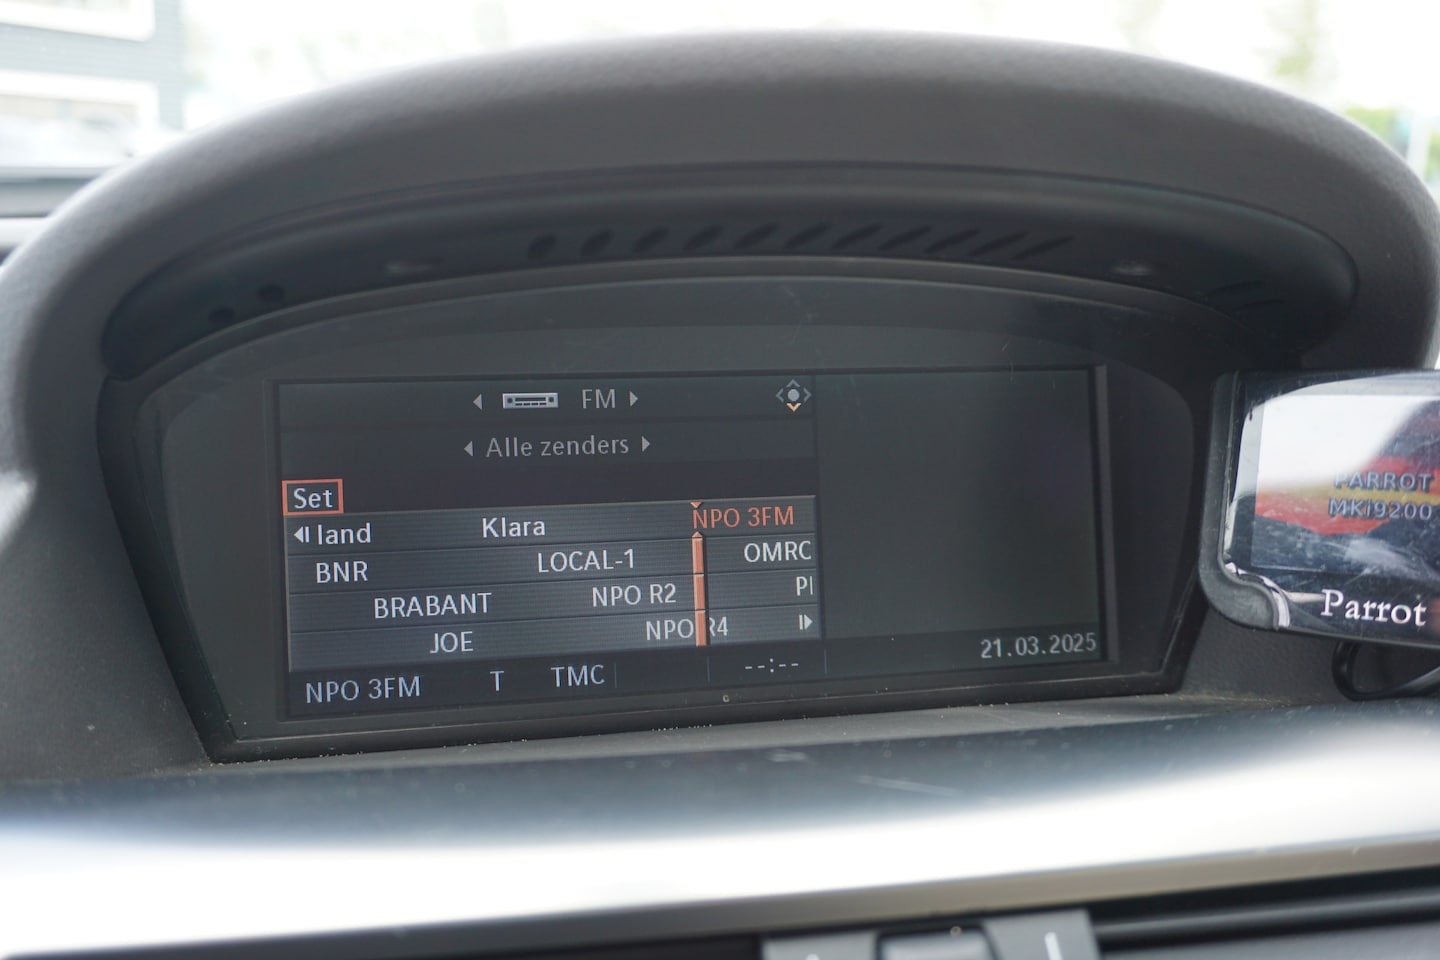 FM
Alle zenders
Set
land Klara NPO 3FM
BNR LOCAL-1 OMRC
BRABANT NPO R2
JOE NPO R4
NPO 3FM T TMC --:--
21.03.2025
PARROT
MKi9200
Parrot